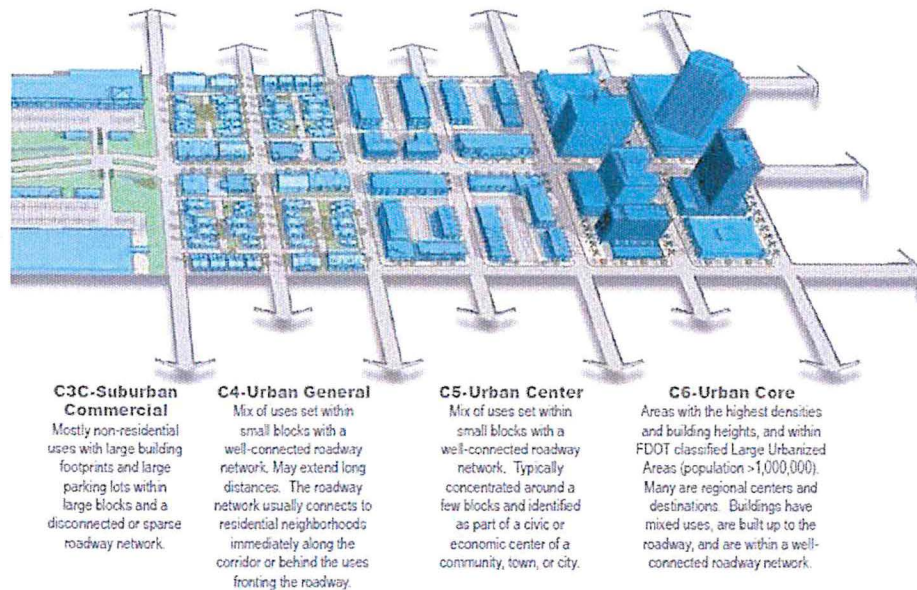 C3C-Suburban
Commercial
Mostly non-residential
uses with large building
footprints and large
parking lots within
large blocks and a
disconnected or sparse
roadway network.
C4-Urban General
Mix of uses set within
small blocks with a
well-connected roadway
network. May extend long
distances. The roadway
network usually connects to
residential neighborhoods
immediately along the
corridor or behind the uses
fronting the roadway.
C5-Urban Center
Mix of uses set within
small blocks with a
well-connected roadway
network. Typically
concentrated around a
few blocks and identified
as part of a civic or
economic center of a
community, town, or city.
C6-Urban Core
Areas with the highest densities
and building heights, and within
FDOT classified Large Urbanized
Areas (population >1,000,000).
Many are regional centers and
destinations. Buildings have
mixed uses, are built up to the
roadway, and are within a well-
connected roadway network.